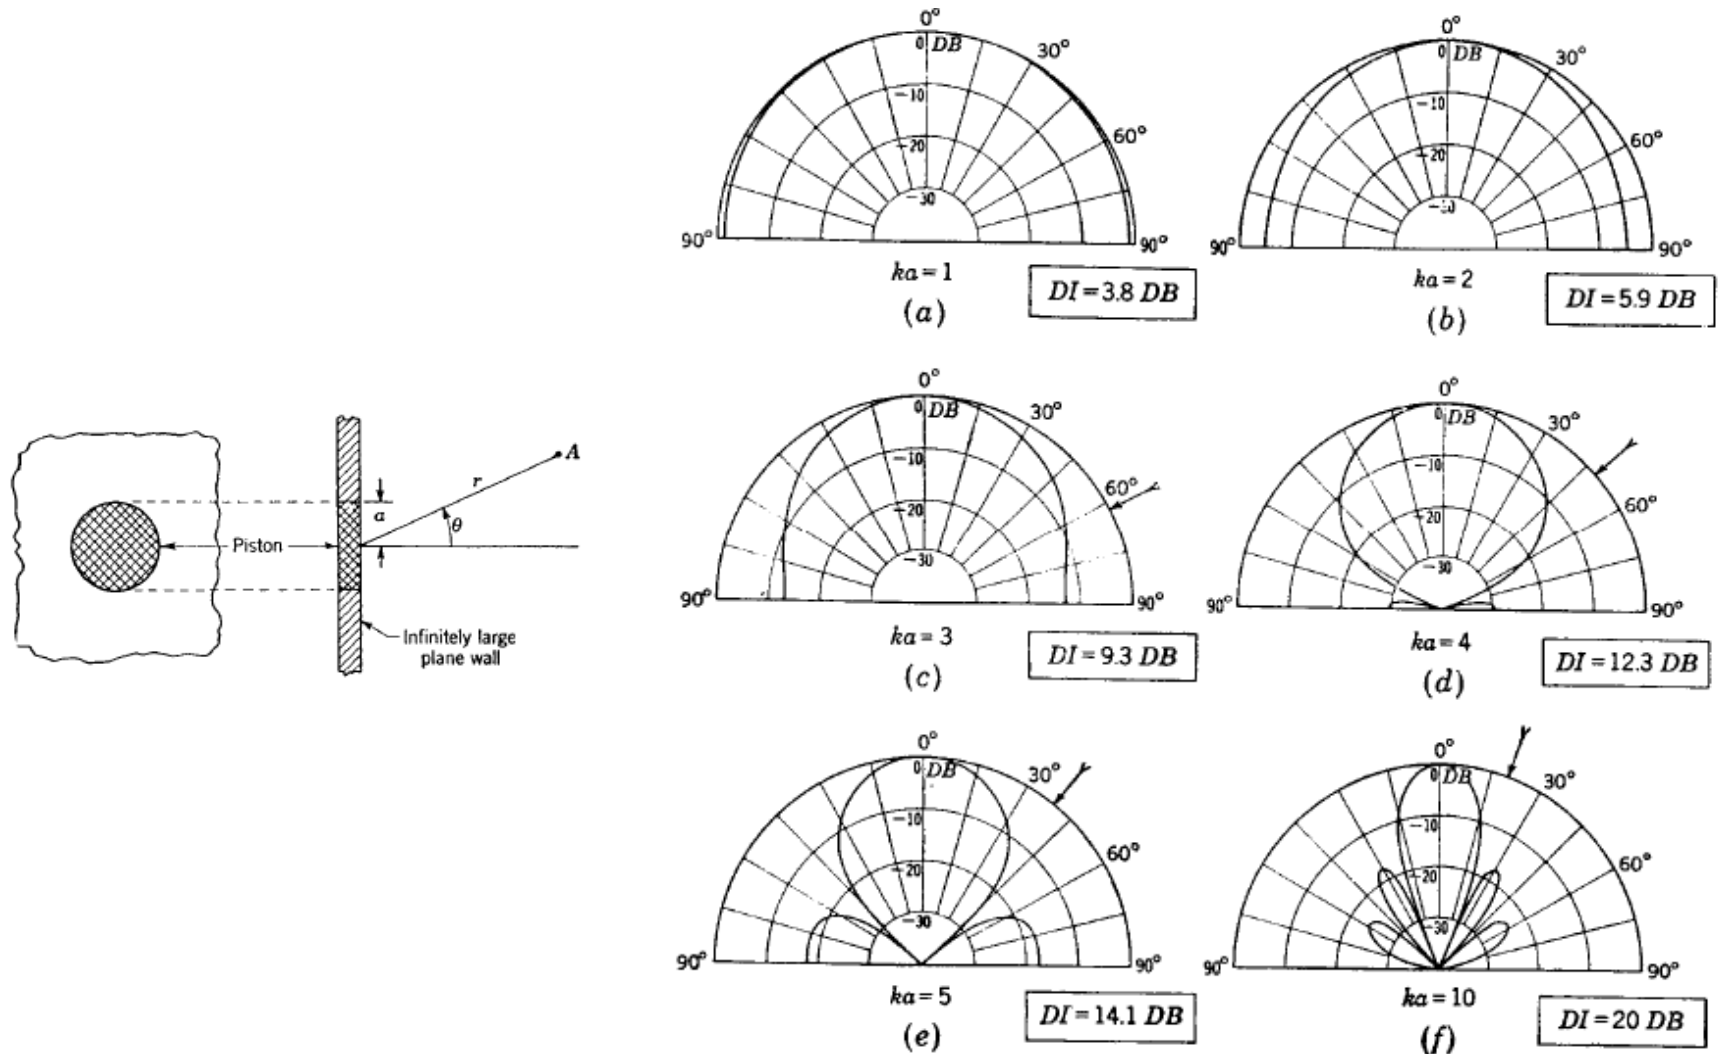 A
r
a
θ
Piston
Infinitely large
plane wall
0°
0 DB
30°
-10
60°
-20
-30
90°
90°
ka = 1
DI = 3.8 DB
(a)
0°
0 DB
30°
-10
60°
-20
90°
90°
ka = 2
DI = 5.9 DB
(b)
0°
0 DB
30°
-10
60°
-20
-30
90°
90°
ka = 3
DI = 9.3 DB
(c)
0°
0 DB
30°
-10
60°
-20
-30
90°
90°
ka = 4
DI = 12.3 DB
(d)
0°
0 DB
30°
-10
60°
-20
-30
90°
90°
ka = 5
DI = 14.1 DB
(e)
0°
0 DB
30°
-10
60°
-20
-30
90°
90°
ka = 10
DI = 20 DB
(f)